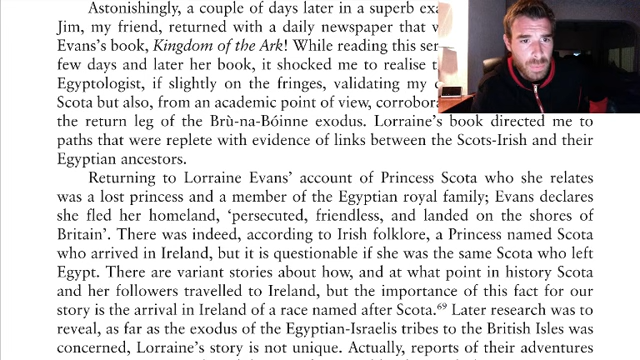 Astonishingly, a couple of days later in a superb
Jim, my friend, returned with a daily newspaper that
Evans's book, Kingdom of the Ark! While reading this
few days and later her book, it shocked me to realise
Egyptologist, if slightly on the fringes, validating my
Scota but also, from an academic point of view,
the return leg of the Brù-na-Bóinne exodus. Lorraine's book directed me to
paths that were replete with evidence of links between the Scots-Irish and their
Egyptian ancestors.
Returning to Lorraine Evans' account of Princess Scota who she relates
was a lost princess and a member of the Egyptian royal family; Evans declares
she fled her homeland, 'persecuted, friendless, and landed on the shores of
Britain'. There was indeed, according to Irish folklore, a Princess named Scota
who arrived in Ireland, but it is questionable if she was the same Scota who left
Egypt. There are variant stories about how, and at what point in history Scota
and her followers travelled to Ireland, but the importance of this fact for our
story is the arrival in Ireland of a race named after Scota.⁶⁹ Later research was to
reveal, as far as the exodus of the Egyptian-Israelis tribes to the British Isles was
concerned, Lorraine's story is not unique. Actually, reports of their adventures